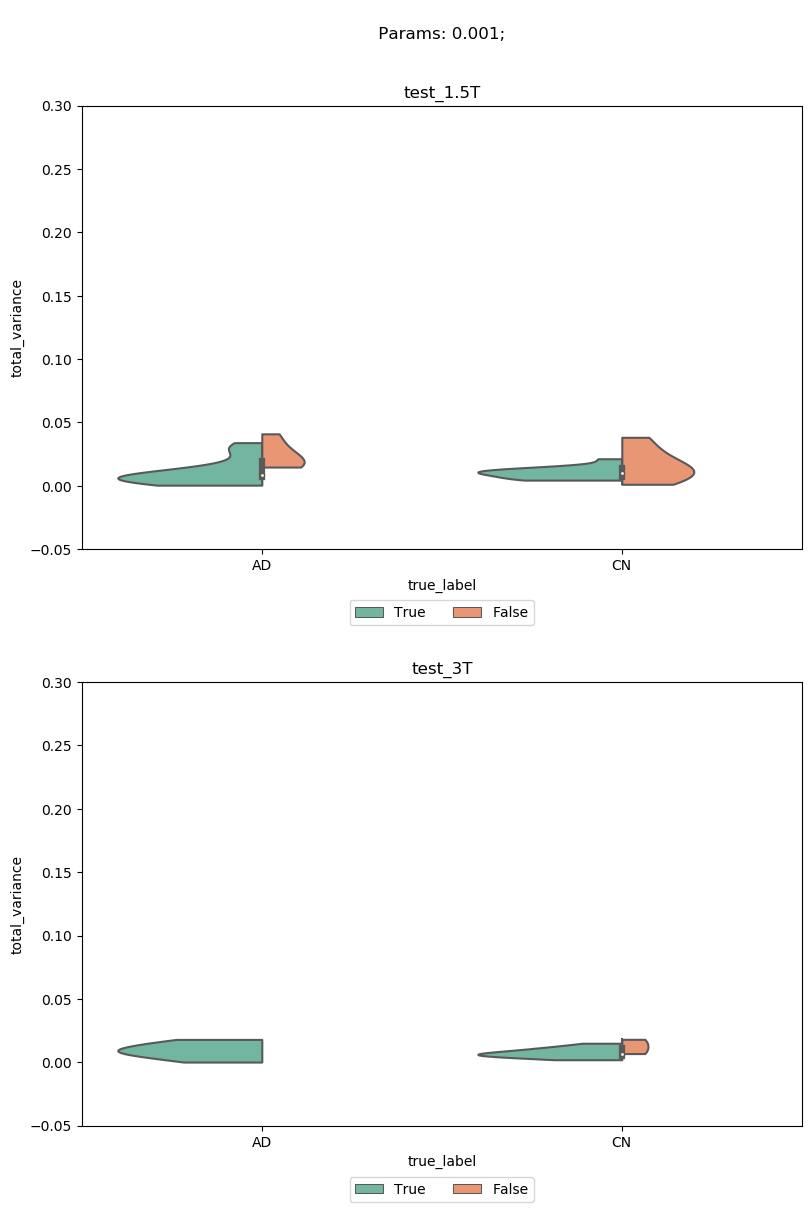 Params: 0.001;
test_1.5T
0.30
0.25
0.20
0.15
0.10
0.05
0.00
−0.05
total_variance
AD CN
true_label
True False
test_3T
0.30
0.25
0.20
0.15
0.10
0.05
0.00
−0.05
total_variance
AD CN
true_label
True False